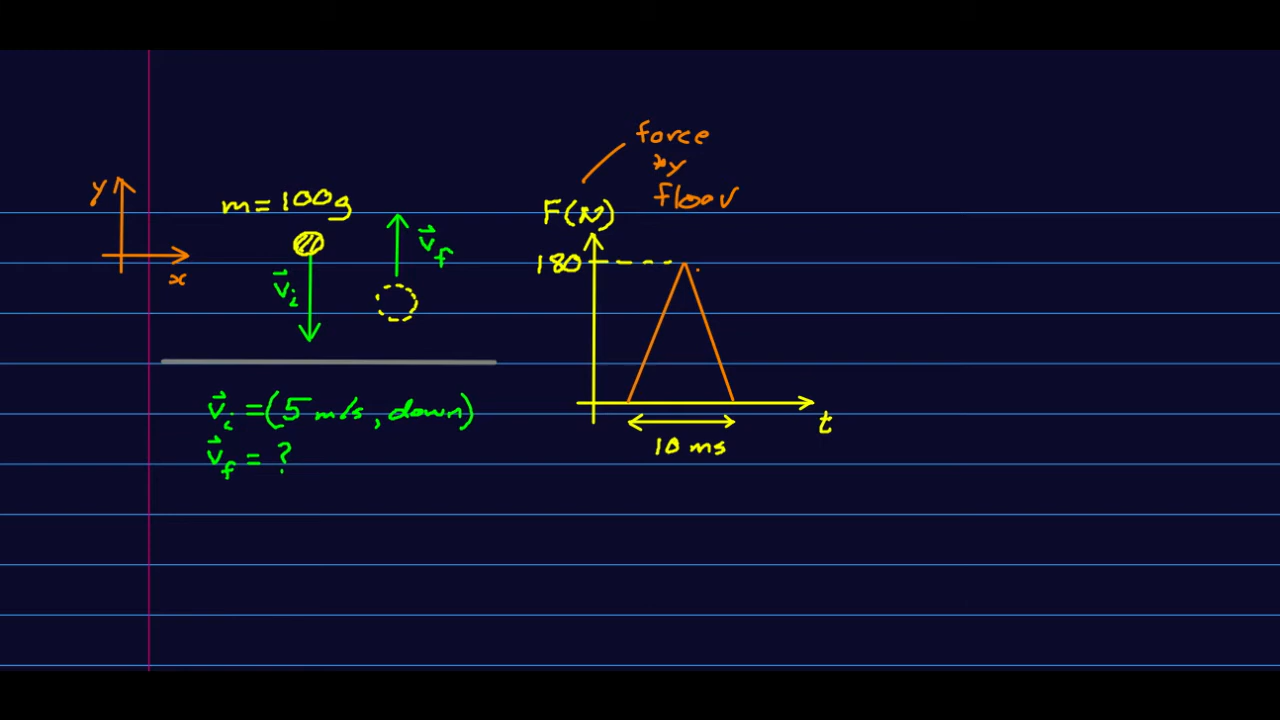 force
by
floor
y
x
m = 100g
v⃗i
v⃗f
F(N)
180
t
10 ms
v⃗i = (5 m/s, down)
v⃗f = ?